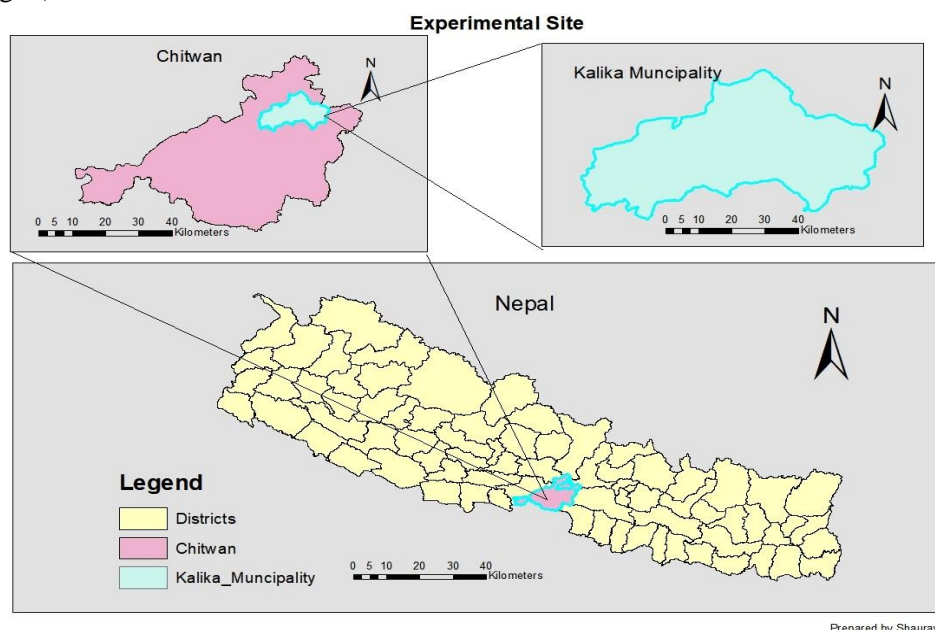 Experimental Site
Chitwan
N
0 5 10 20 30 40
Kilometers
Kalika Muncipality
N
0 5 10 20 30 40
Kilometers
Nepal
N
Legend
Districts
Chitwan
Kalika_Muncipality
0 5 10 20 30 40
Kilometers
Prepared by Shaurav